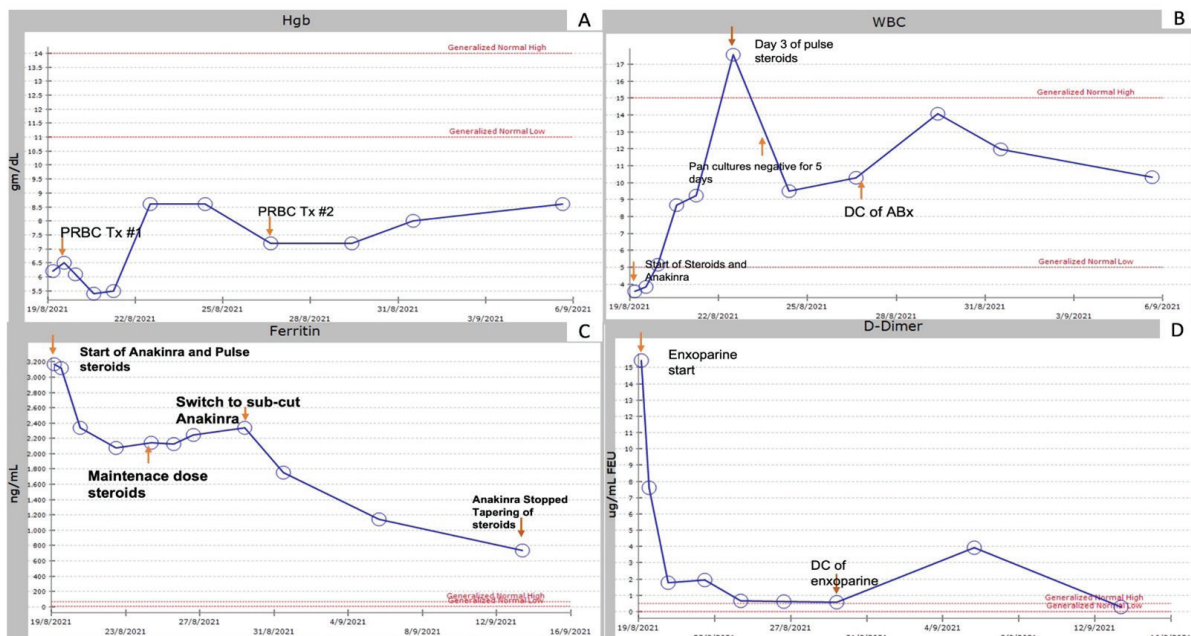 Hgb
A
gm/dL
14
13.5
13
12.5
12
11.5
11
10.5
10
9.5
9
8.5
8
7.5
7
6.5
6
5.5
Generalized Normal High
Generalized Normal Low
PRBC Tx #1
PRBC Tx #2
19/8/2021
22/8/2021
25/8/2021
28/8/2021
31/8/2021
3/9/2021
6/9/2021
WBC
B
17
16
15
14
13
12
11
10
9
8
7
6
5
4
Day 3 of pulse
steroids
Generalized Normal High
Pan cultures negative for 5
days
DC of ABx
Start of Steroids and
Anakinra
Generalized Normal Low
19/8/2021
22/8/2021
25/8/2021
28/8/2021
31/8/2021
3/9/2021
6/9/2021
Ferritin
C
ng/mL
3.200
3.000
2.800
2.600
2.400
2.200
2.000
1.800
1.600
1.400
1.200
1.000
800
600
400
200
0
Start of Anakinra and Pulse
steroids
Switch to sub-cut
Anakinra
Maintenace dose
steroids
Anakinra Stopped
Tapering of
steroids
Generalized Normal High
Generalized Normal Low
19/8/2021
23/8/2021
27/8/2021
31/8/2021
4/9/2021
8/9/2021
12/9/2021
16/9/2021
D-Dimer
D
ug/mL FEU
15
14
13
12
11
10
9
8
7
6
5
4
3
2
1
0
Enxoparine
start
DC of
enxoparine
Generalized Normal High
Generalized Normal Low
19/8/2021
27/8/2021
4/9/2021
12/9/2021